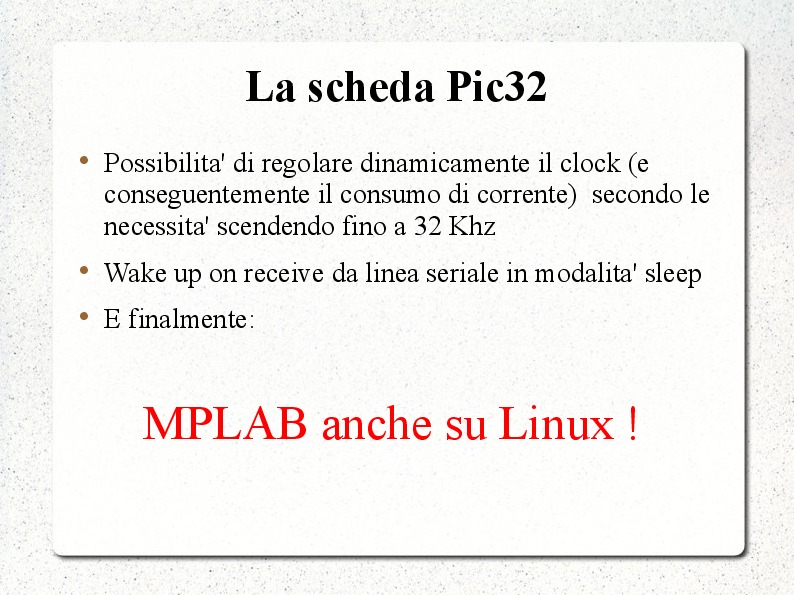 La scheda Pic32
Possibilita' di regolare dinamicamente il clock (e
conseguentemente il consumo di corrente)  secondo le
necessita' scendendo fino a 32 Khz
Wake up on receive da linea seriale in modalita' sleep
E finalmente:
MPLAB anche su Linux !